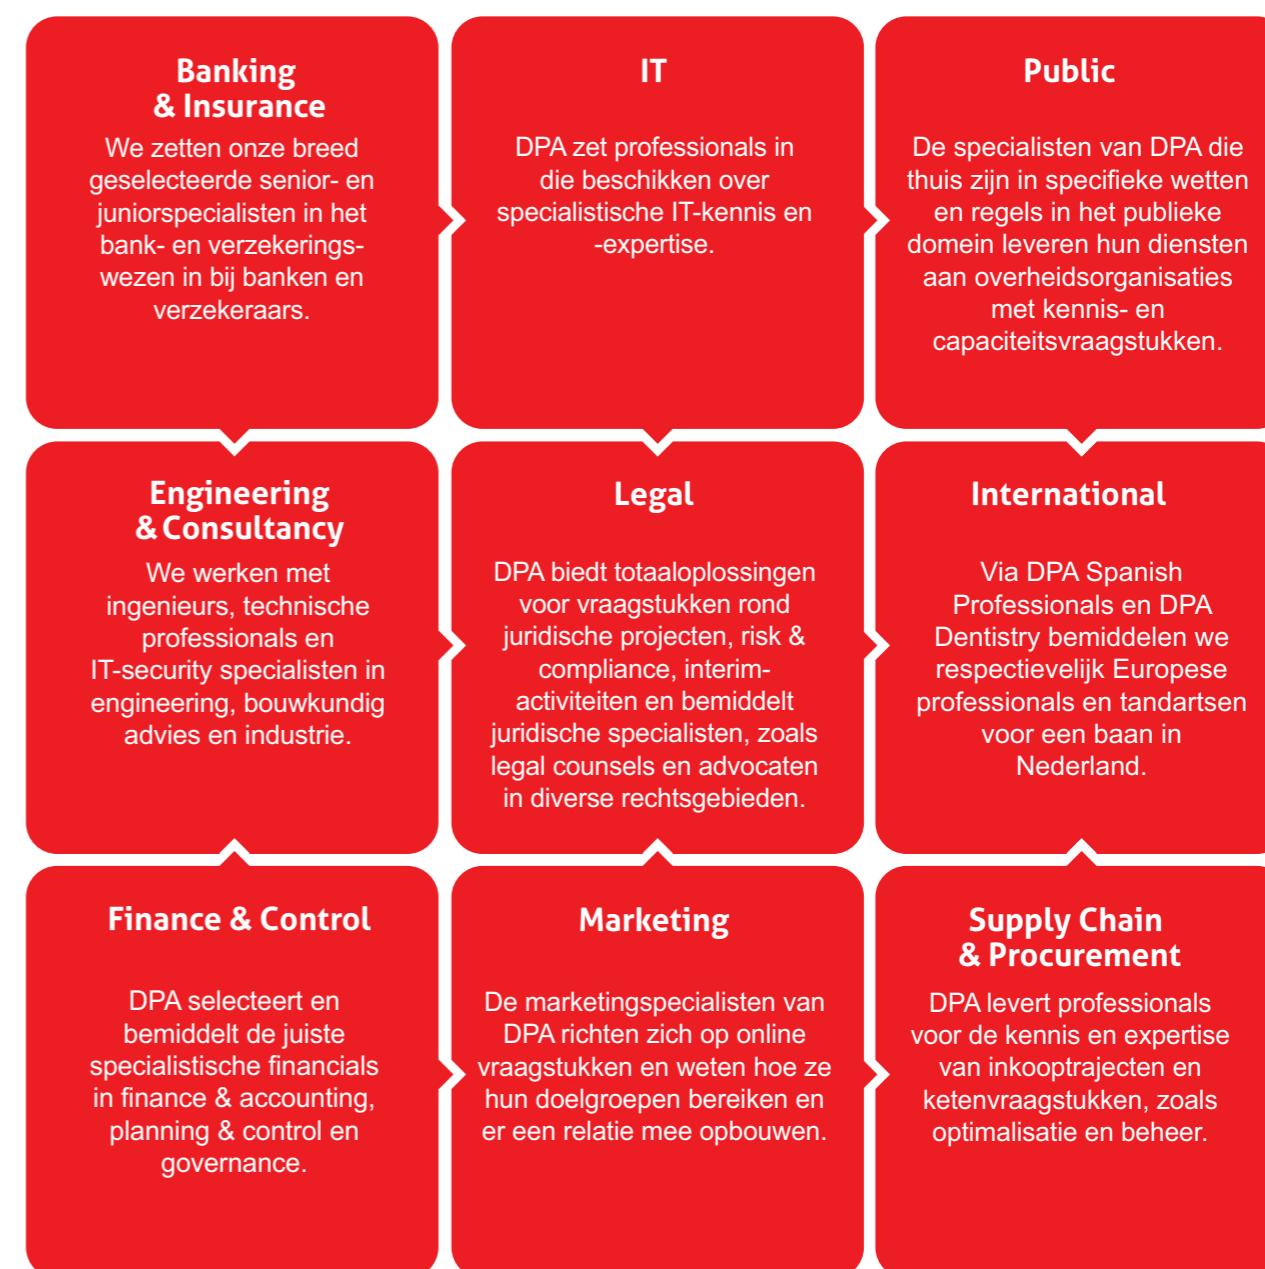 Banking
& Insurance
We zetten onze breed
geselecteerde senior- en
juniorspecialisten in het
bank- en verzekerings-
wezen in bij banken en
verzekeraars.
IT
DPA zet professionals in
die beschikken over
specialistische IT-kennis en
-expertise.
Public
De specialisten van DPA die
thuis zijn in specifieke wetten
en regels in het publieke
domein leveren hun diensten
aan overheidsorganisaties
met kennis- en
capaciteitsvraagstukken.
Engineering
& Consultancy
We werken met
ingenieurs, technische
professionals en
IT-security specialisten in
engineering, bouwkundig
advies en industrie.
Legal
DPA biedt totaaloplossingen
voor vraagstukken rond
juridische projecten, risk &
compliance, interim-
activiteiten en bemiddelt
juridische specialisten, zoals
legal counsels en advocaten
in diverse rechtsgebieden.
International
Via DPA Spanish
Professionals en DPA
Dentistry bemiddelen we
respectievelijk Europese
professionals en tandartsen
voor een baan in
Nederland.
Finance & Control
DPA selecteert en
bemiddelt de juiste
specialistische financials
in finance & accounting,
planning & control en
governance.
Marketing
De marketingspecialisten van
DPA richten zich op online
vraagstukken en weten hoe ze
hun doelgroepen bereiken en
er een relatie mee opbouwen.
Supply Chain
& Procurement
DPA levert professionals
voor de kennis en expertise
van inkooptrajecten en
ketenvraagstukken, zoals
optimalisatie en beheer.